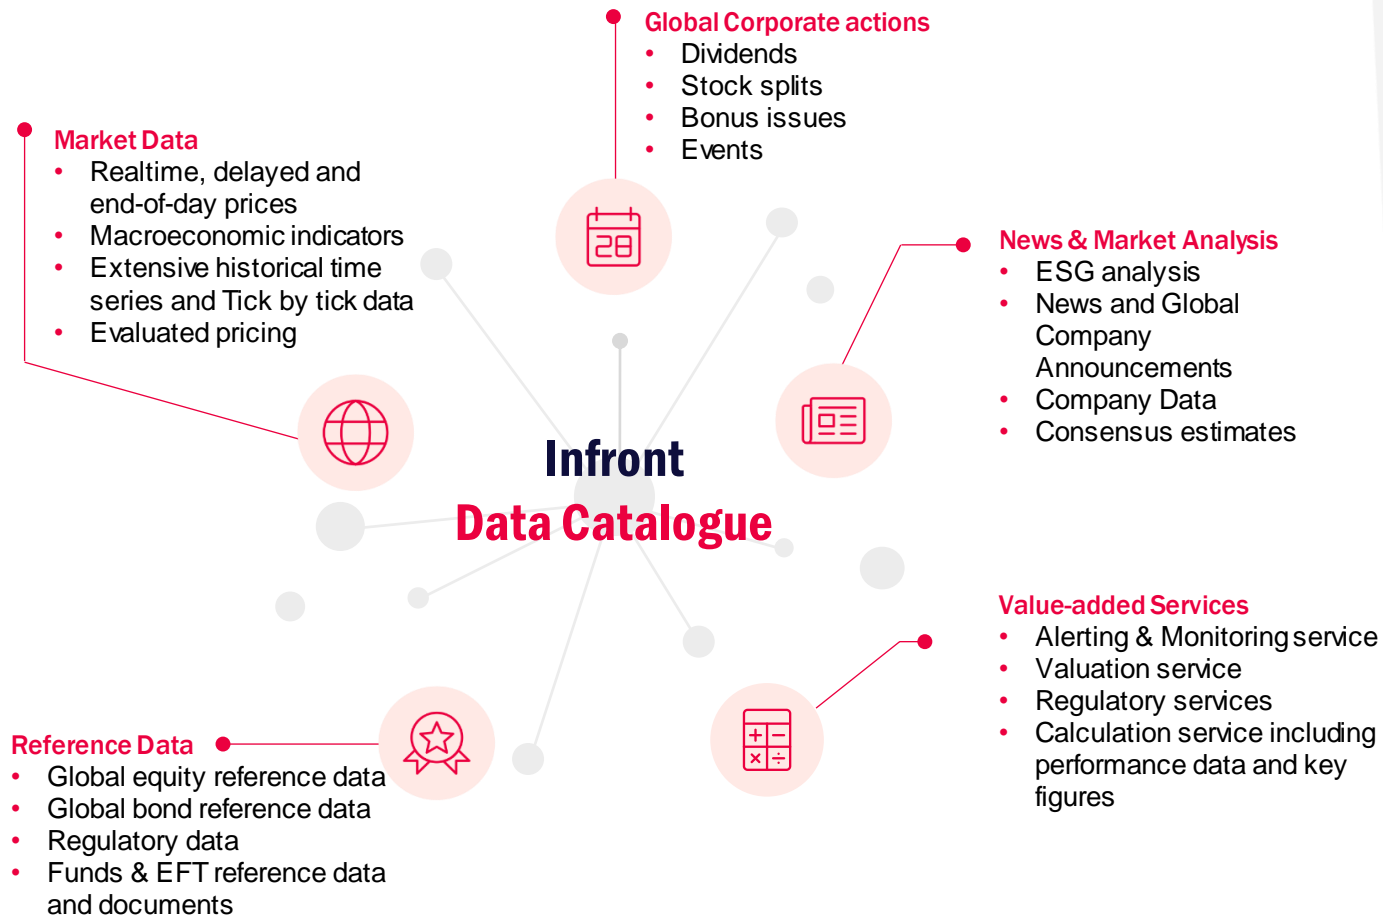 Global Corporate actions
• Dividends
• Stock splits
• Bonus issues
• Events
Market Data
• Realtime, delayed and
end-of-day prices
• Macroeconomic indicators
• Extensive historical time
series and Tick by tick data
• Evaluated pricing
28
News & Market Analysis
• ESG analysis
• News and Global
Company
Announcements
• Company Data
• Consensus estimates
Infront
Data Catalogue
Value-added Services
• Alerting & Monitoring service
• Valuation service
• Regulatory services
• Calculation service including
performance data and key
figures
Reference Data
• Global equity reference data
• Global bond reference data
• Regulatory data
• Funds & EFT reference data
and documents